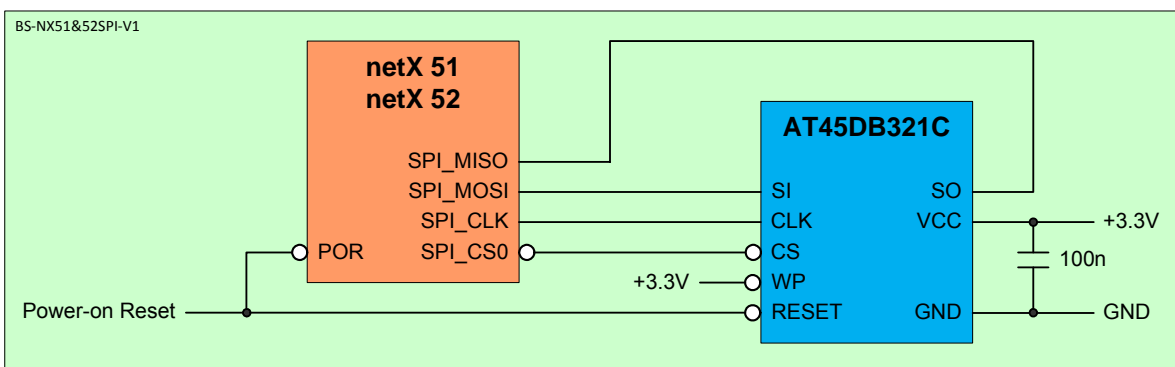 BS-NX51&52SPI-V1
netX 51
netX 52
SPI_MISO
SPI_MOSI
SPI_CLK
POR
SPI_CS0
Power-on Reset
AT45DB321C
SI
SO
CLK
VCC
CS
+3.3V
WP
RESET
GND
+3.3V
100n
GND